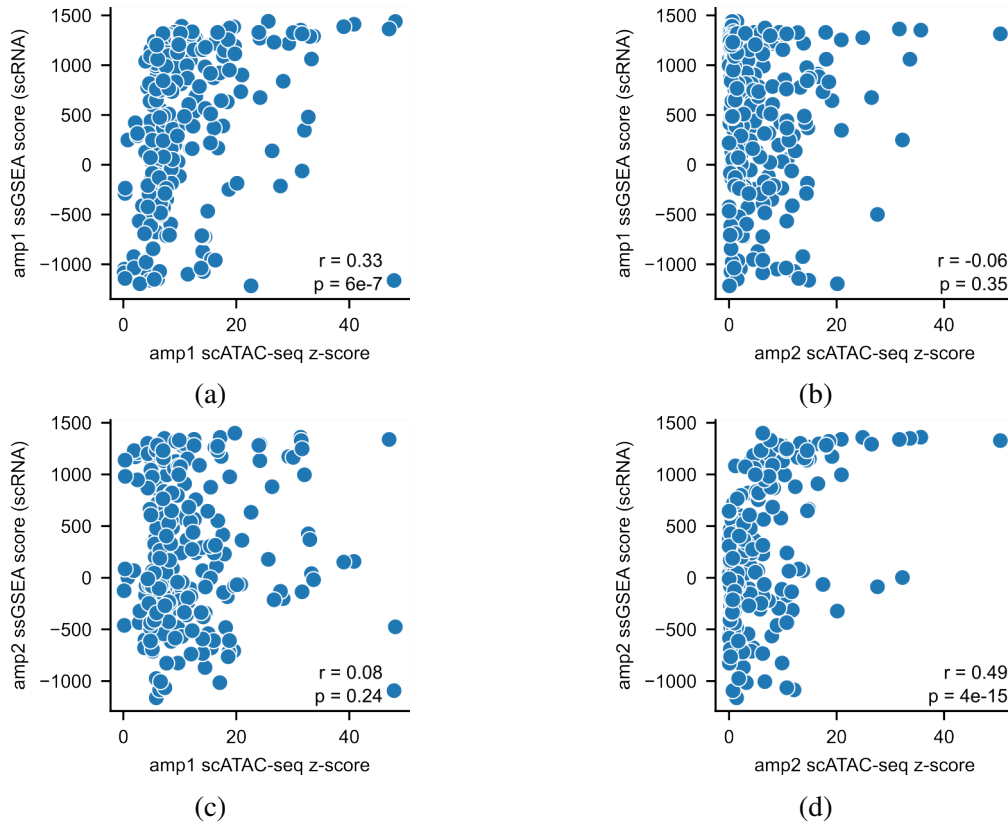 1500
1000
500
0
−500
−1000
amp1 ssGSEA score (scRNA)
r = 0.33
p = 6e-7
0 20 40
amp1 scATAC-seq z-score
(a)
1500
1000
500
0
−500
−1000
amp1 ssGSEA score (scRNA)
r = -0.06
p = 0.35
0 20 40
amp2 scATAC-seq z-score
(b)
1500
1000
500
0
−500
−1000
amp2 ssGSEA score (scRNA)
r = 0.08
p = 0.24
0 20 40
amp1 scATAC-seq z-score
(c)
1500
1000
500
0
−500
−1000
amp2 ssGSEA score (scRNA)
r = 0.49
p = 4e-15
0 20 40
amp2 scATAC-seq z-score
(d)